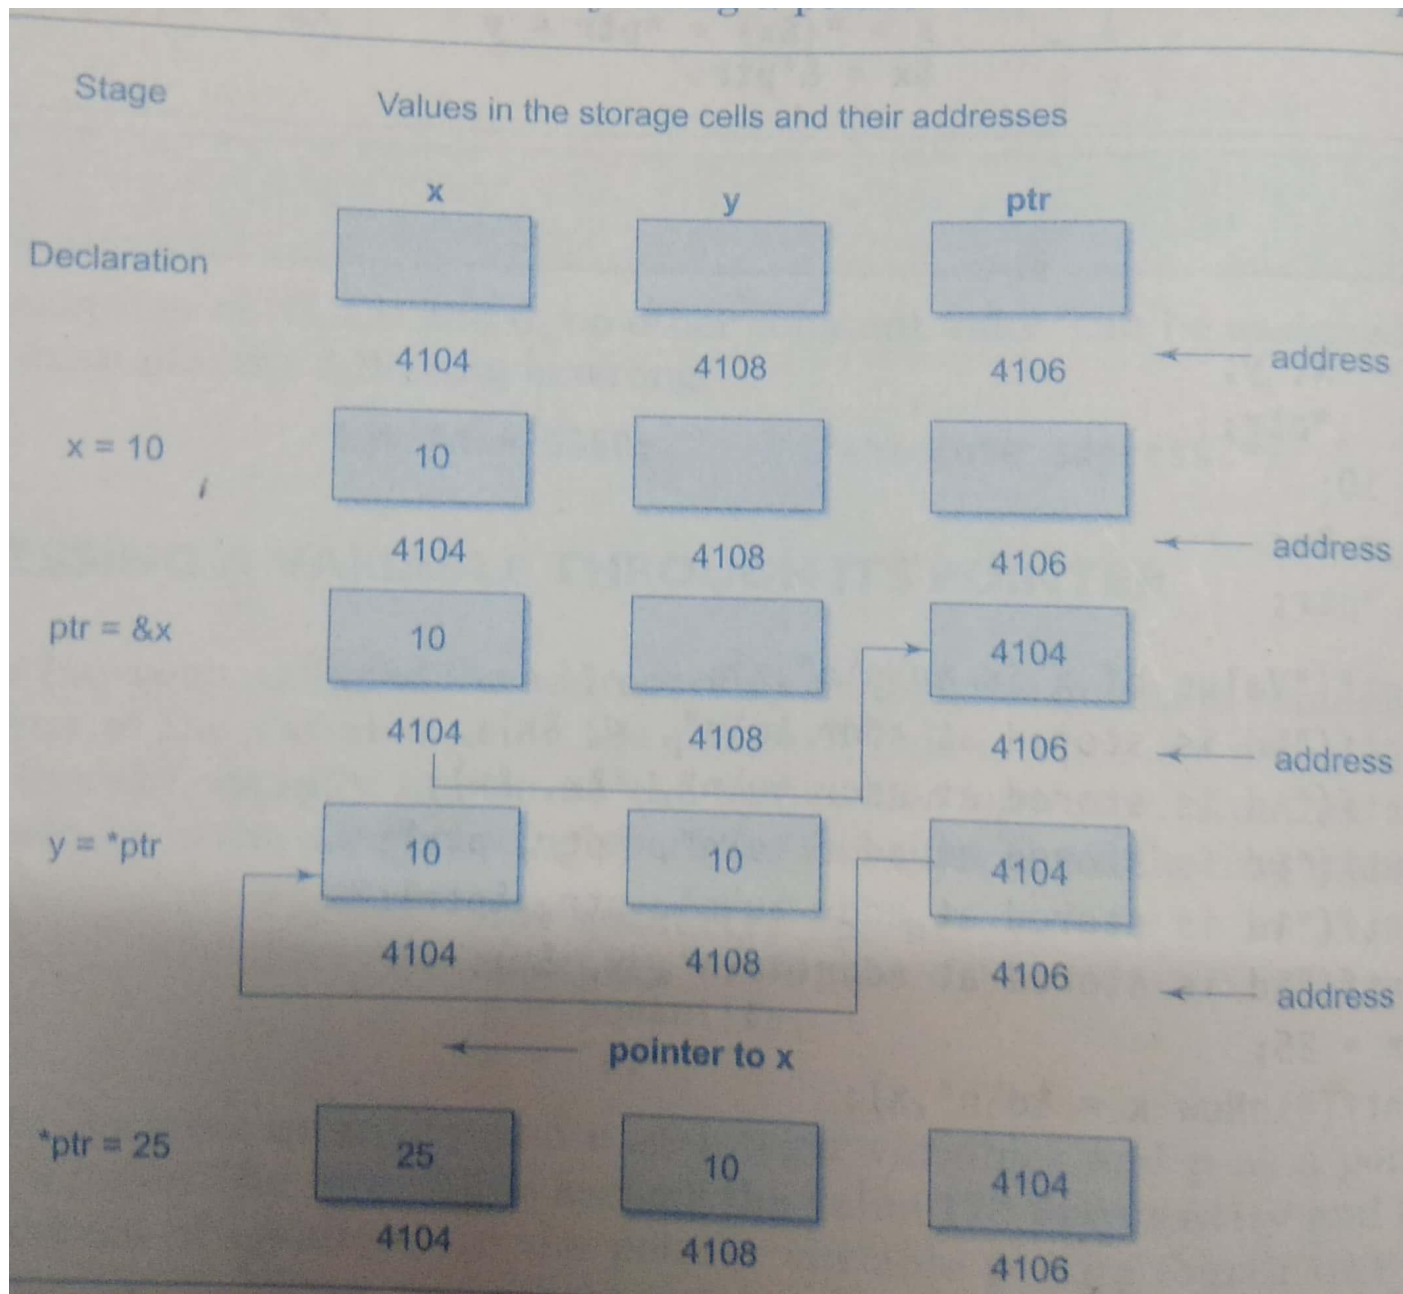 Stage
Values in the storage cells and their addresses
x y ptr
Declaration
4104 4108 4106 address
x = 10 10
4104 4108 4106 address
ptr = &x 10 4104
4104 4108 4106 address
y = *ptr 10 10 4104
4104 4108 4106 address
pointer to x
*ptr = 25 25 10 4104
4104 4108 4106